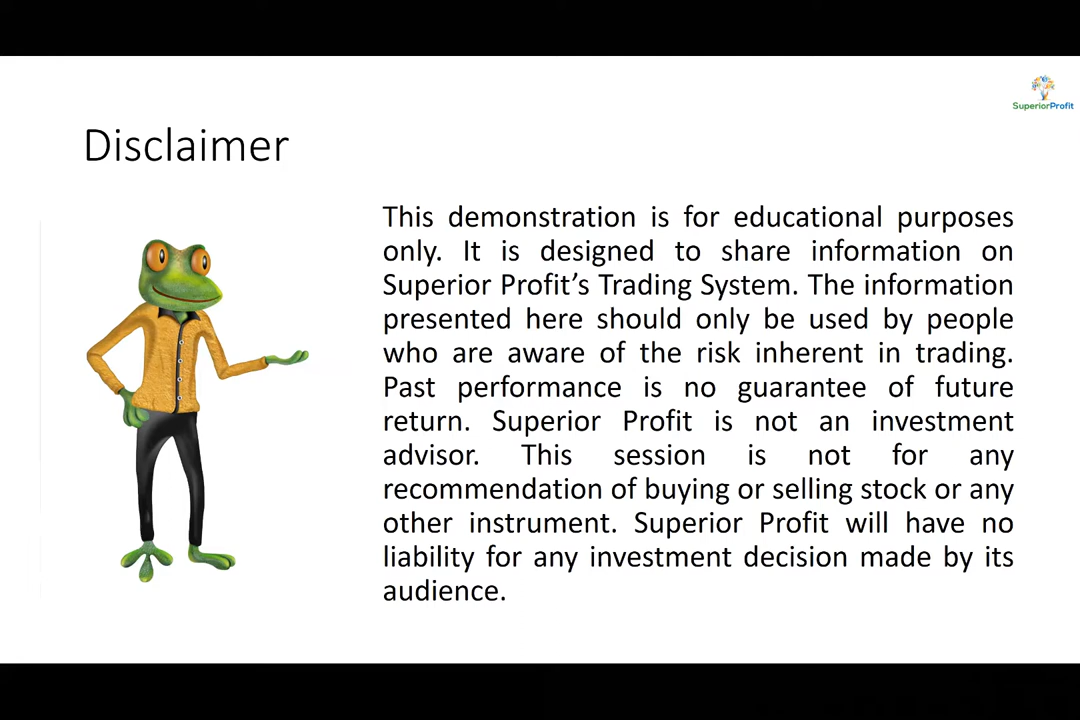 SuperiorProfit
Disclaimer
This demonstration is for educational purposes
only. It is designed to share information on
Superior Profit’s Trading System. The information
presented here should only be used by people
who are aware of the risk inherent in trading.
Past performance is no guarantee of future
return. Superior Profit is not an investment
advisor. This session is not for any
recommendation of buying or selling stock or any
other instrument. Superior Profit will have no
liability for any investment decision made by its
audience.